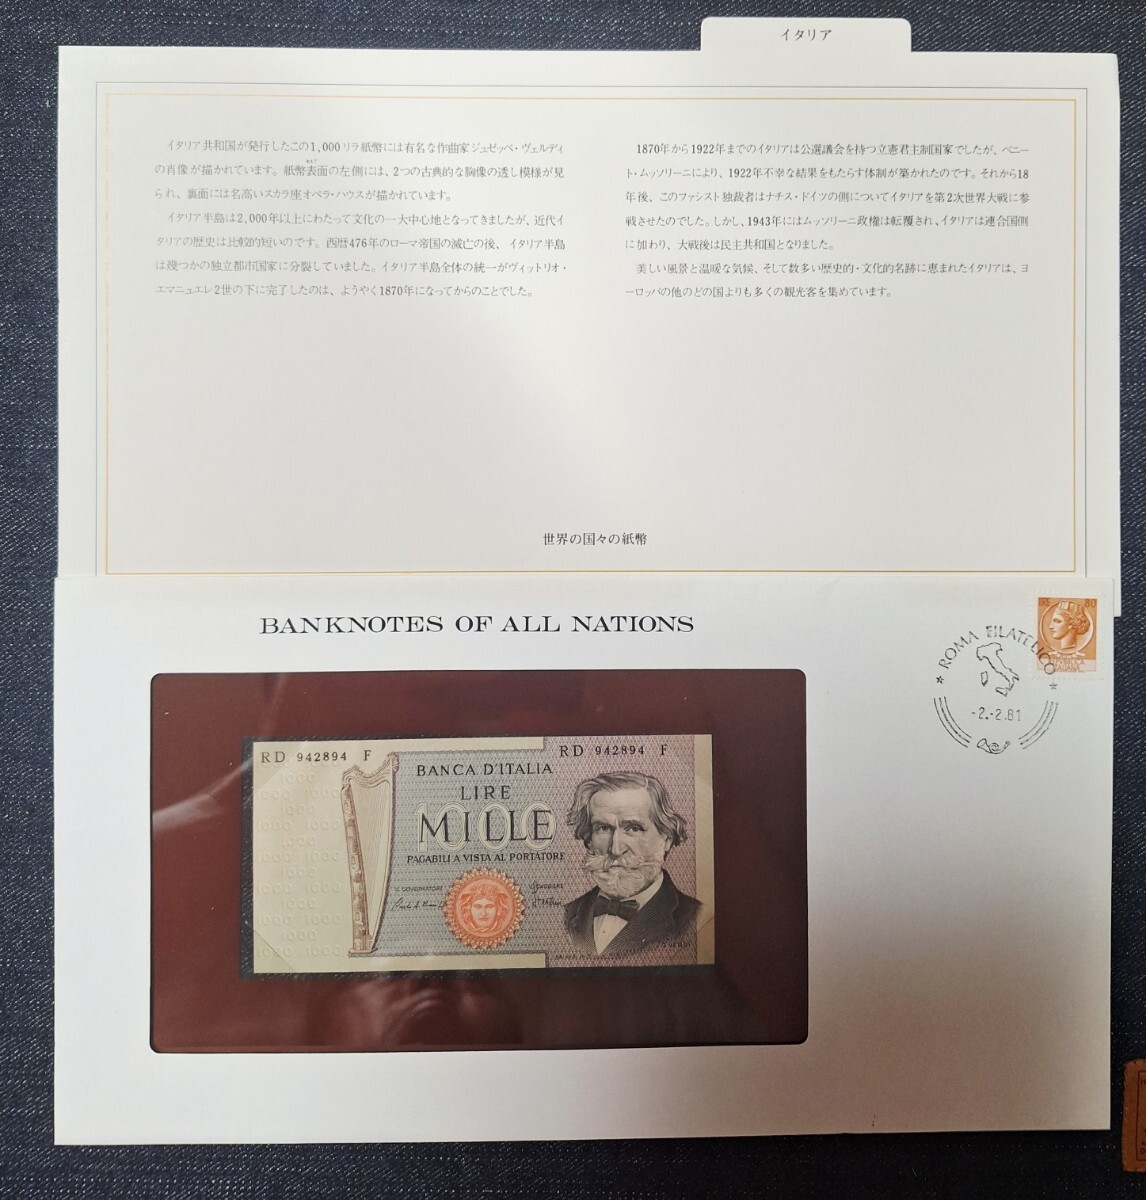 イタリア
イタリア共和国が発行したこの1,000リラ紙幣には有名な作曲家ジュゼッペ・ヴェルディ
の肖像が描かれています。紙幣表面の左側には、2つの古典的な胸像の透し模様が見
られ、裏面には名高いスカラ座オペラ・ハウスが描かれています。
イタリア半島は2,000年以上にわたって文化の一大中心地となってきましたが、近代イ
タリアの歴史は比較的短いのです。西暦476年のローマ帝国の滅亡の後、イタリア半島
は幾つかの独立都市国家に分裂していました。イタリア半島全体の統一がヴィットリオ・
エマニュエレ2世の下に完了したのは、ようやく1870年になってからのことでした。
1870年から1922年までのイタリアは公選議会を持つ立憲君主制国家でしたが、ベニー
ト・ムッソリーニにより、1922年不幸な結果をもたらす体制が築かれたのです。それから18
年後、このファシスト独裁者はナチス・ドイツの側についてイタリアを第2次世界大戦に参
戦させたのでした。しかし、1943年にはムッソリーニ政権は転覆され、イタリアは連合国側
に加わり、大戦後は民主共和国となりました。
美しい風景と温暖な気候、そして数多い歴史的・文化的名跡に恵まれたイタリアは、ヨ
ーロッパの他のどの国よりも多くの観光客を集めています。
世界の国々の紙幣
BANKNOTES OF ALL NATIONS
LIRE 80
ROMA FILATELICO
-2.-2.81
RD 942894 F
RD 942894 F
BANCA D'ITALIA
LIRE
1000
MILLE
PAGABILI A VISTA AL PORTATORE
IL GOVERNATORE
G. VERDI